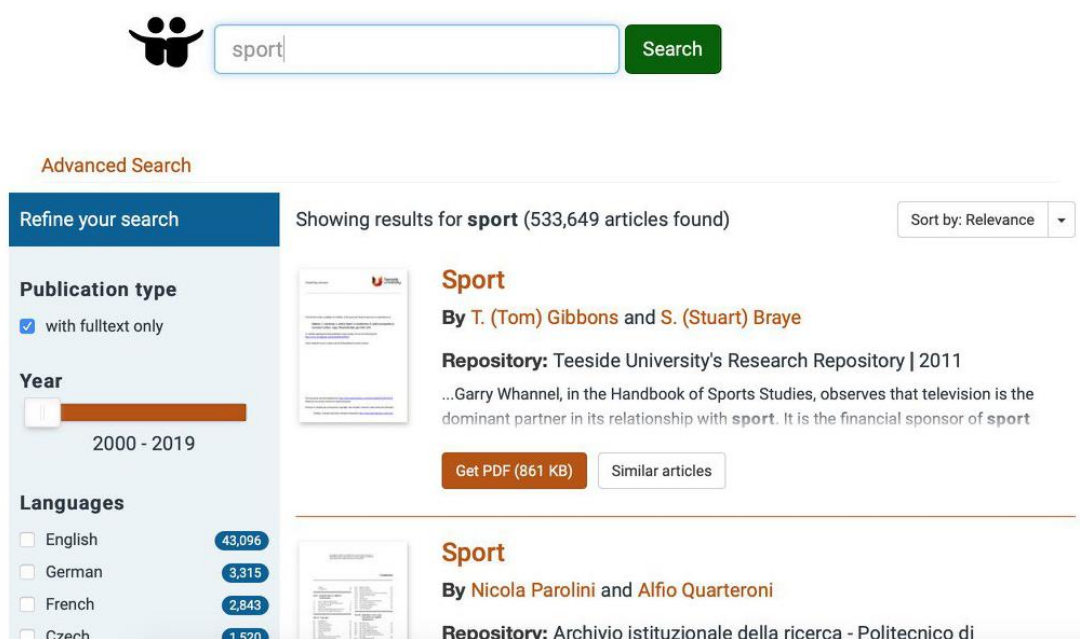 sport
Search
Advanced Search
Refine your search
Publication type
with fulltext only
Year
2000 - 2019
Languages
English 43,096
German 3,315
French 2,843
Czech 1,520
Showing results for sport (533,649 articles found)
Sort by: Relevance
Sport
By T. (Tom) Gibbons and S. (Stuart) Braye
Repository: Teeside University's Research Repository | 2011
...Garry Whannel, in the Handbook of Sports Studies, observes that television is the
dominant partner in its relationship with sport. It is the financial sponsor of sport
Get PDF (861 KB)
Similar articles
Sport
By Nicola Parolini and Alfio Quarteroni
Repository: Archivio istituzionale della ricerca - Politecnico di